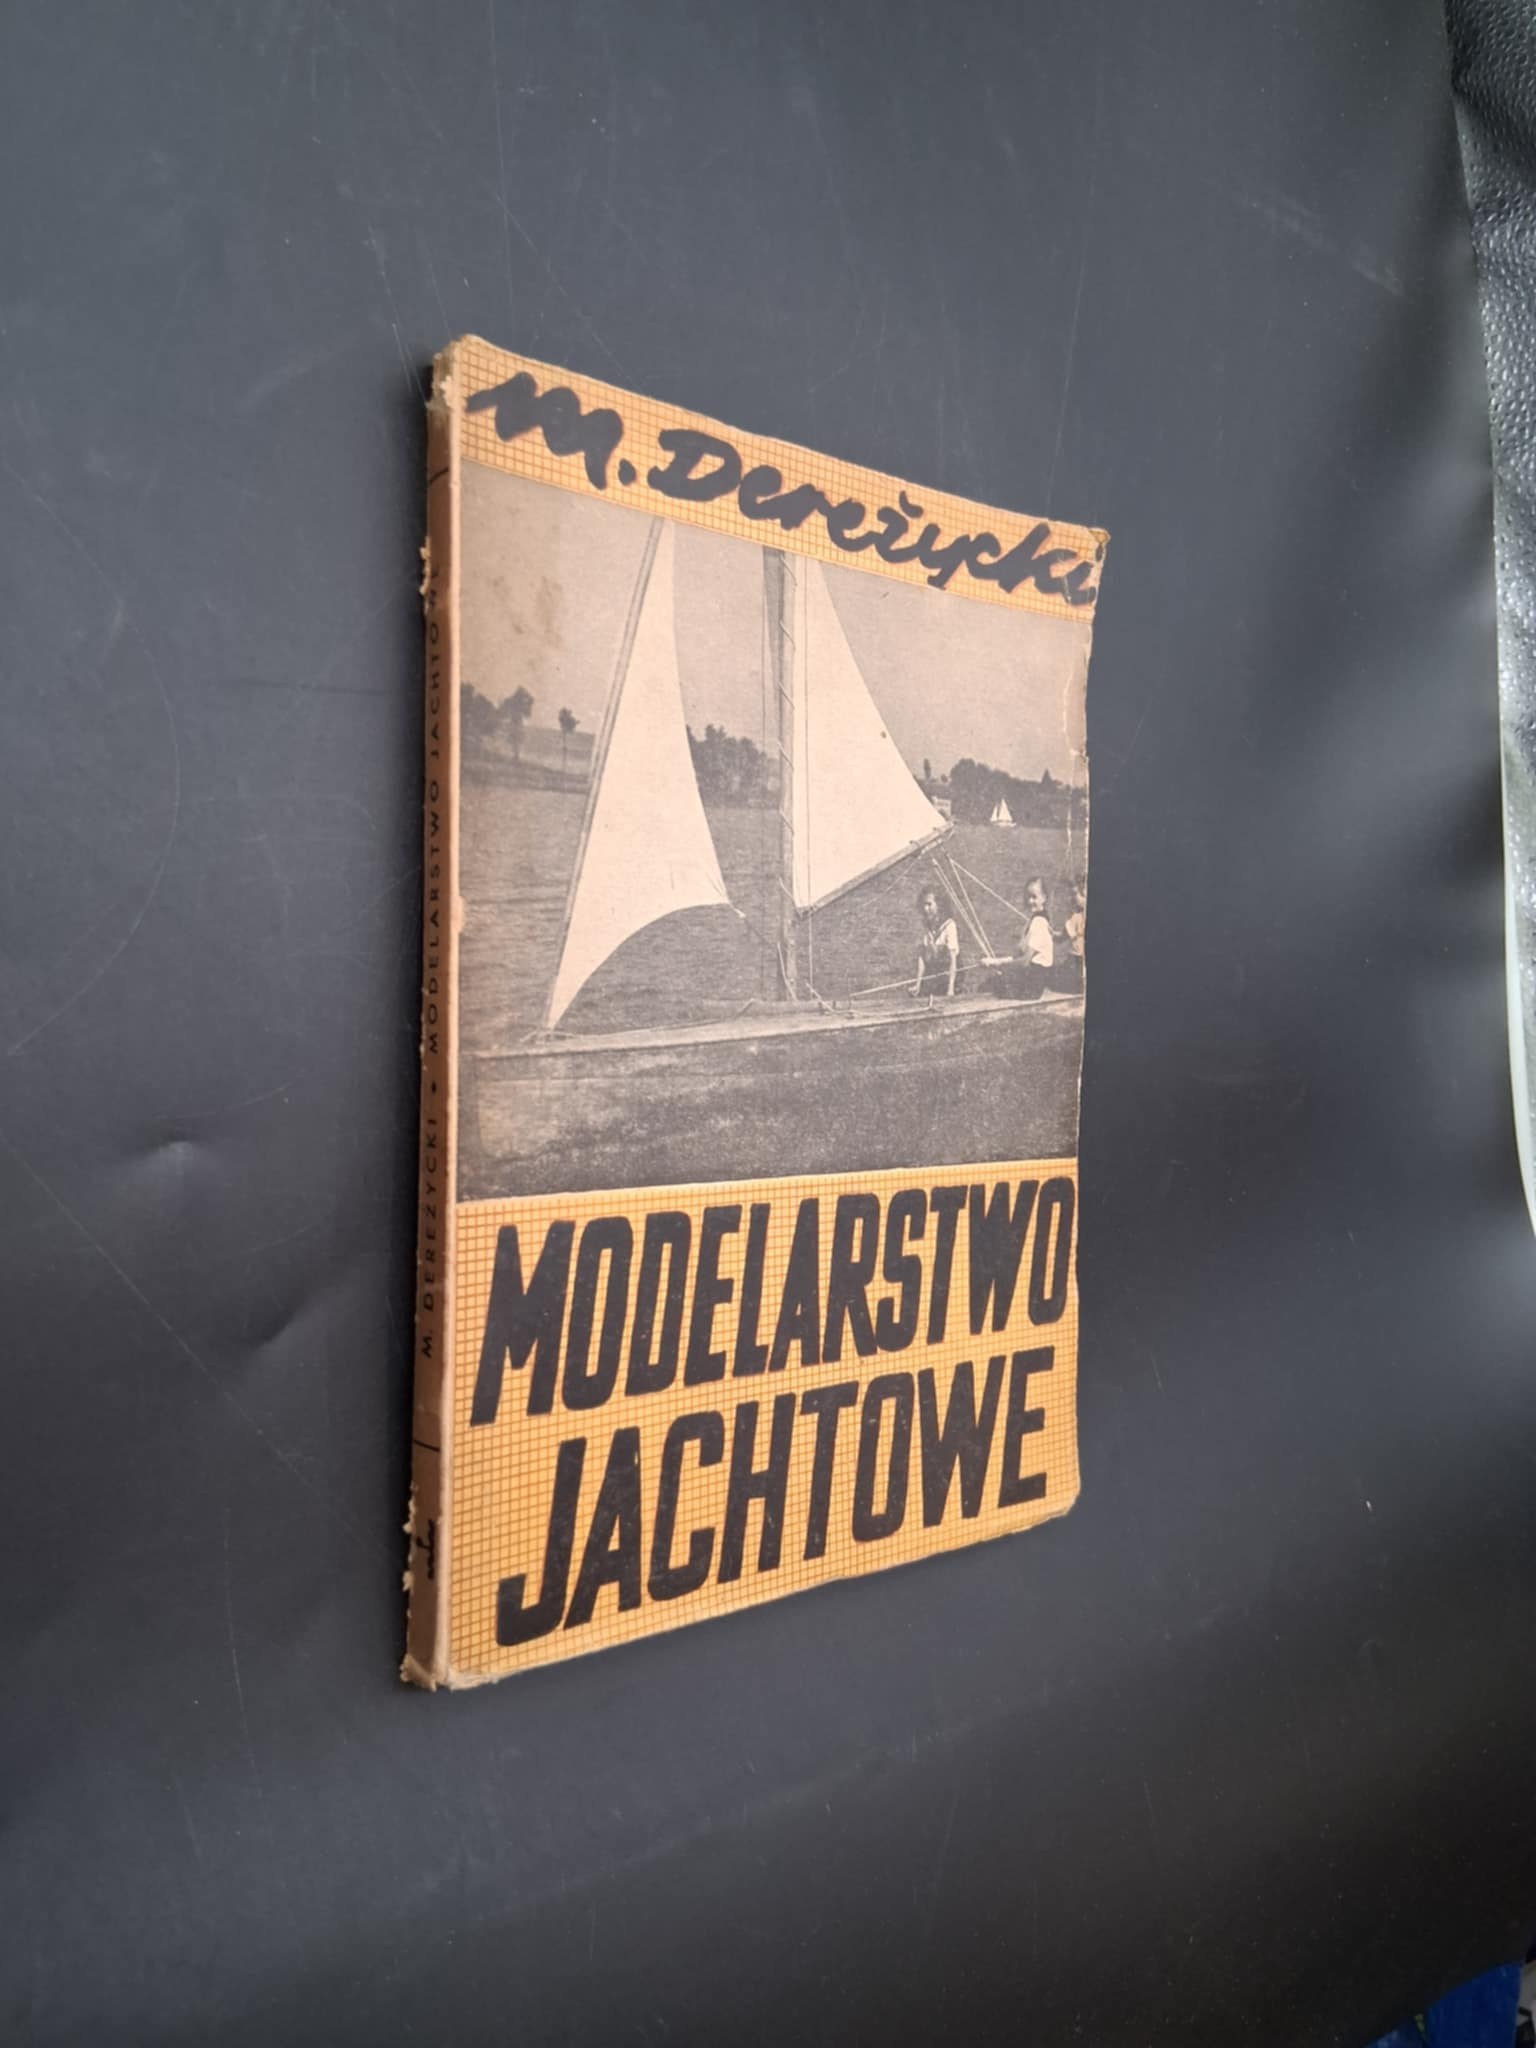 M. Dereżycki
MODELARSTWO
JACHTOWE
M. DEREŻYCKI • MODELARSTWO JACHTOWE